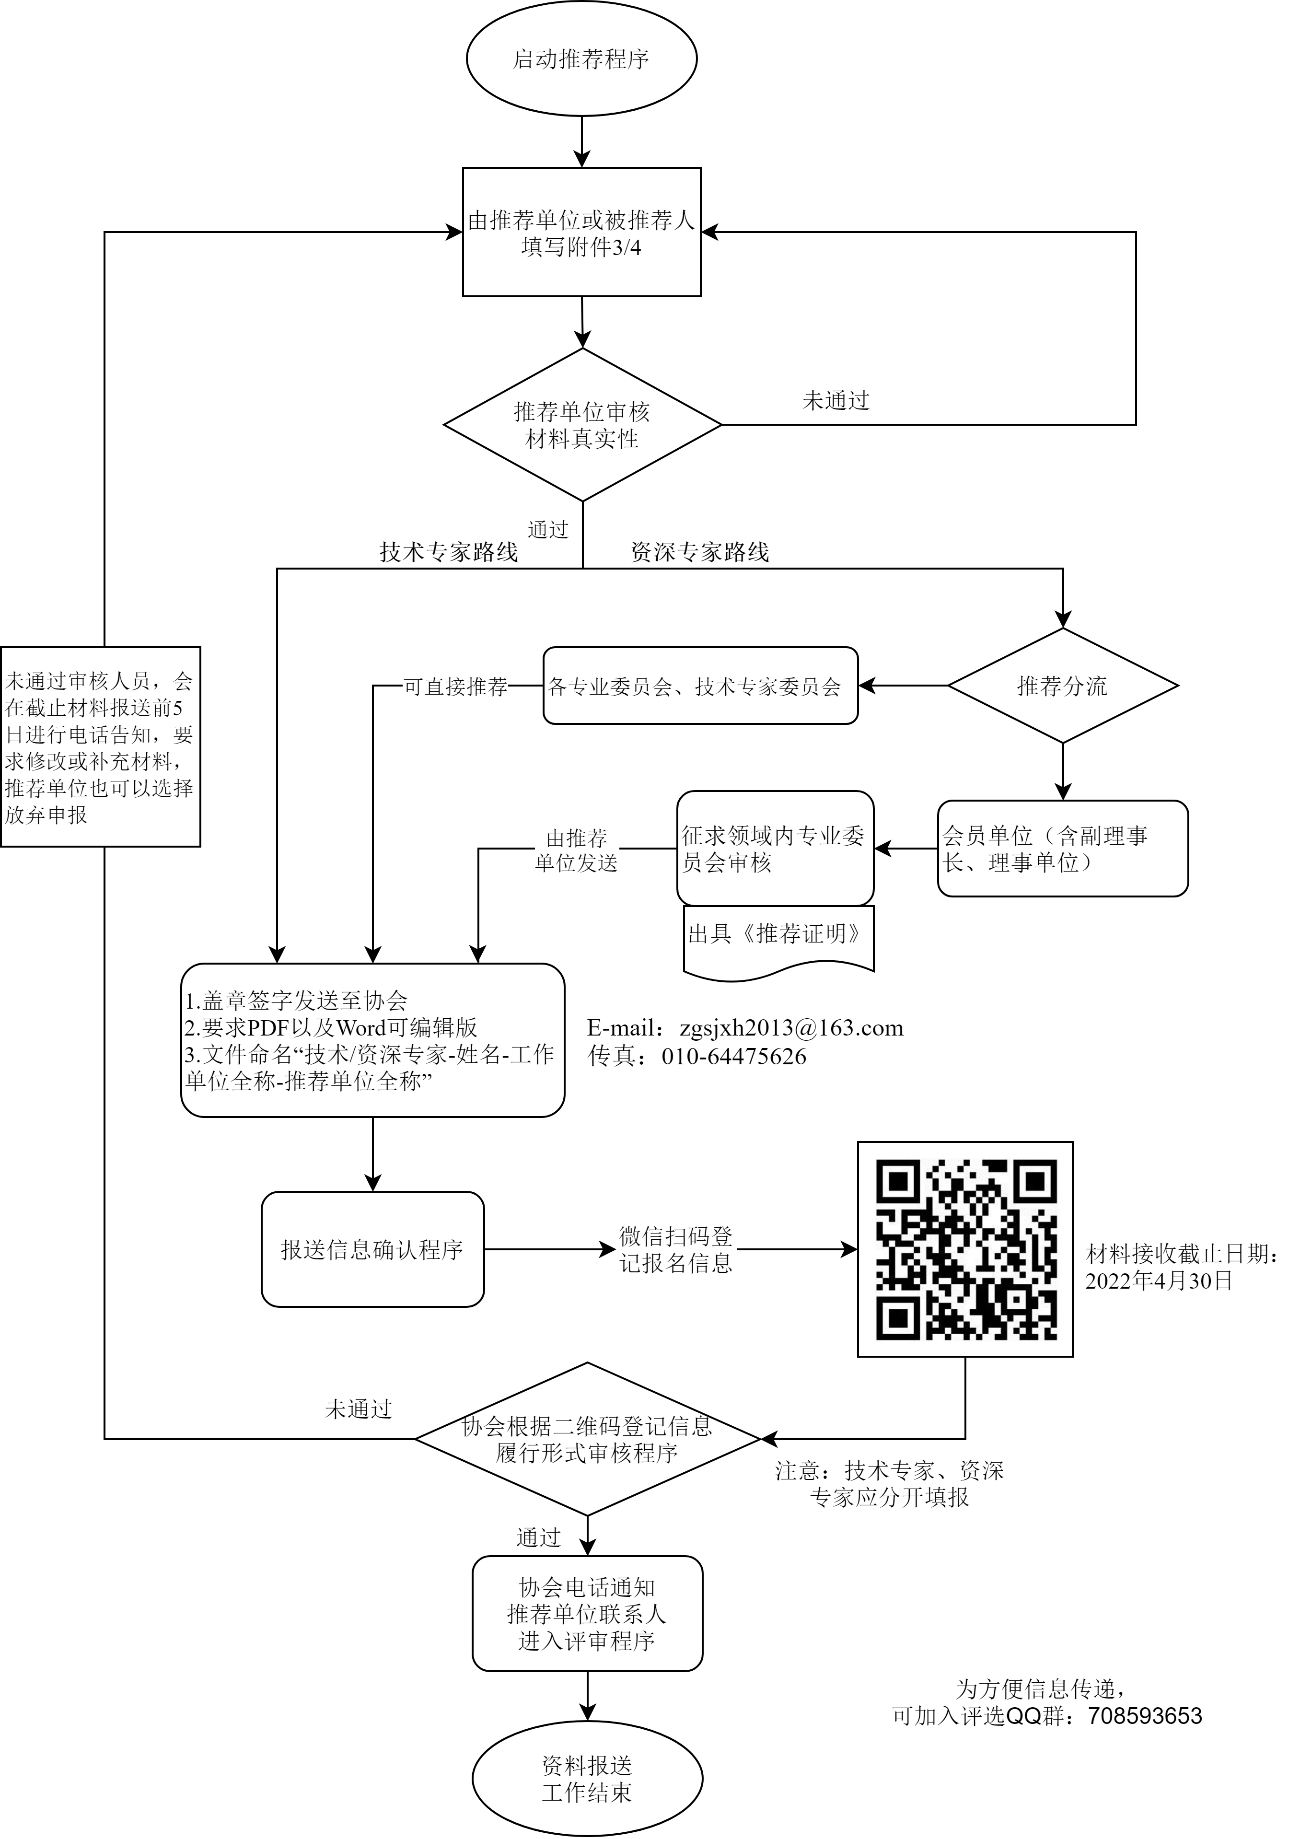 启动推荐程序
由推荐单位或被推荐人
填写附件3/4
推荐单位审核
材料真实性
未通过
通过
技术专家路线
资深专家路线
推荐分流
各专业委员会、技术专家委员会
可直接推荐
未通过审核人员，会
在截止材料报送前5
日进行电话告知，要
求修改或补充材料，
推荐单位也可以选择
放弃申报
会员单位（含副理事
长、理事单位）
征求领域内专业委
员会审核
由推荐
单位发送
出具《推荐证明》
1.盖章签字发送至协会
2.要求PDF以及Word可编辑版
3.文件命名“技术/资深专家-姓名-工作
单位全称-推荐单位全称”
E-mail：zgsjxh2013@163.com
传真：010-64475626
报送信息确认程序
微信扫码登
记报名信息
材料接收截止日期：
2022年4月30日
未通过
协会根据二维码登记信息
履行形式审核程序
注意：技术专家、资深
专家应分开填报
通过
协会电话通知
推荐单位联系人
进入评审程序
为方便信息传递，
可加入评选QQ群：708593653
资料报送
工作结束